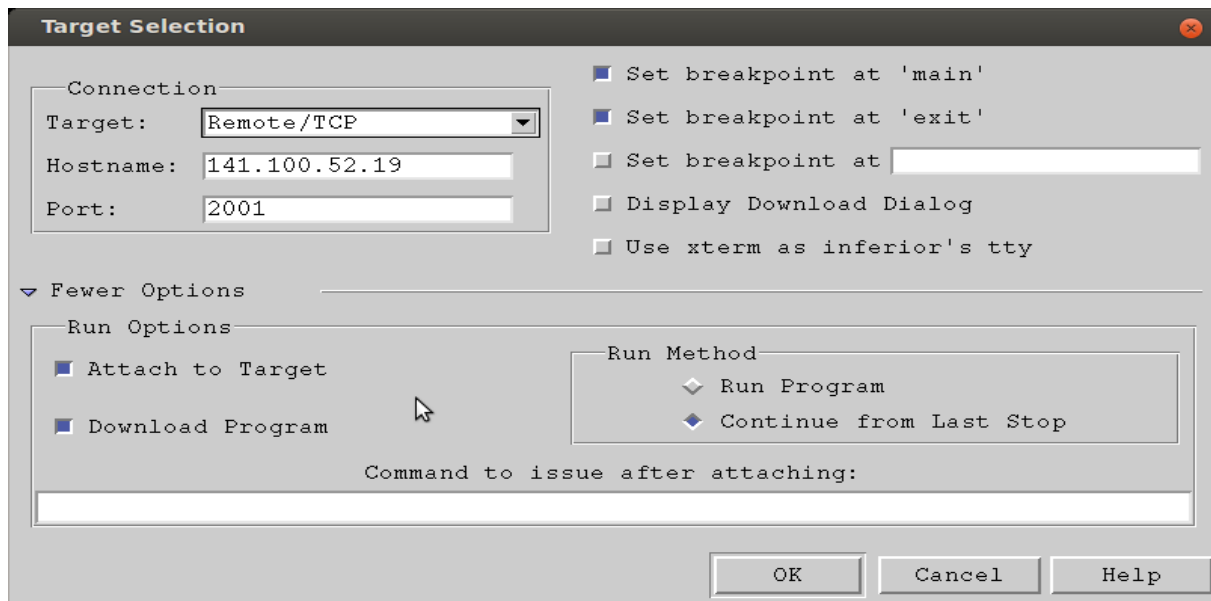 Target Selection
Connection
Target: Remote/TCP
Hostname: 141.100.52.19
Port: 2001
Set breakpoint at 'main'
Set breakpoint at 'exit'
Set breakpoint at
Display Download Dialog
Use xterm as inferior's tty
Fewer Options
Run Options
Attach to Target
Download Program
Run Method
Run Program
Continue from Last Stop
Command to issue after attaching:
OK Cancel Help